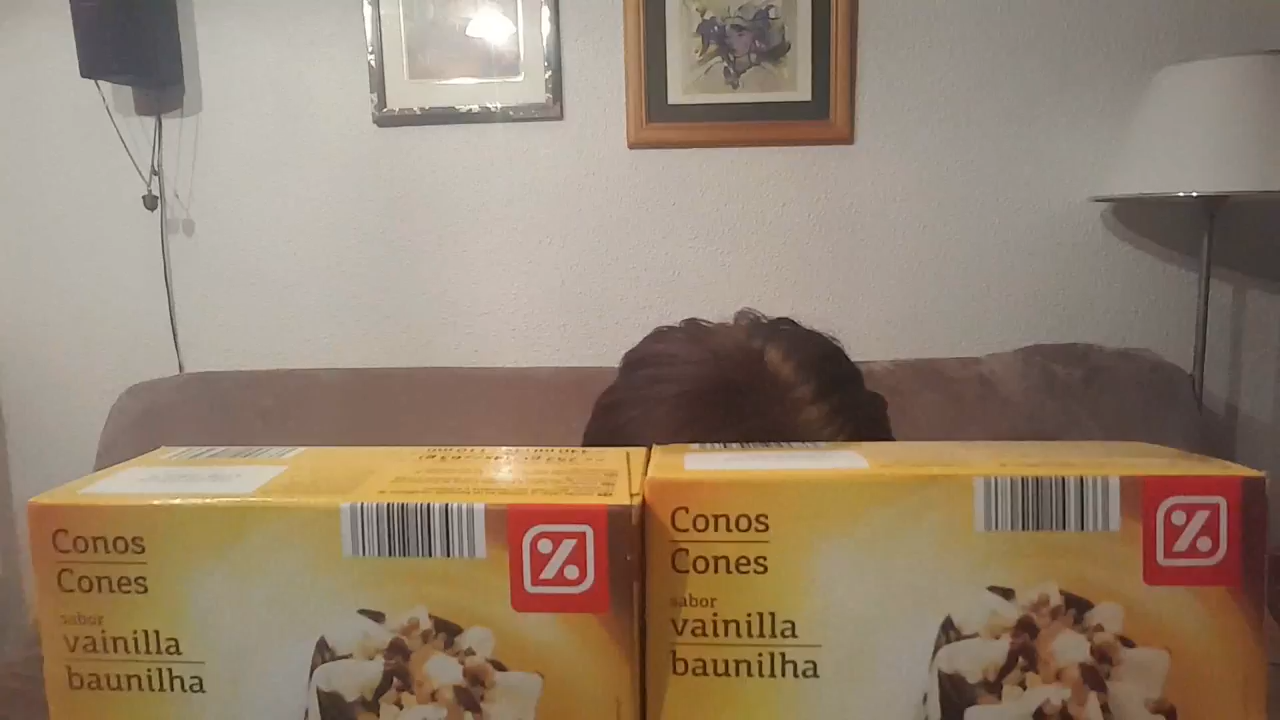 Conos
Cones
sabor
vainilla
baunilha
Conos
Cones
sabor
vainilla
baunilha